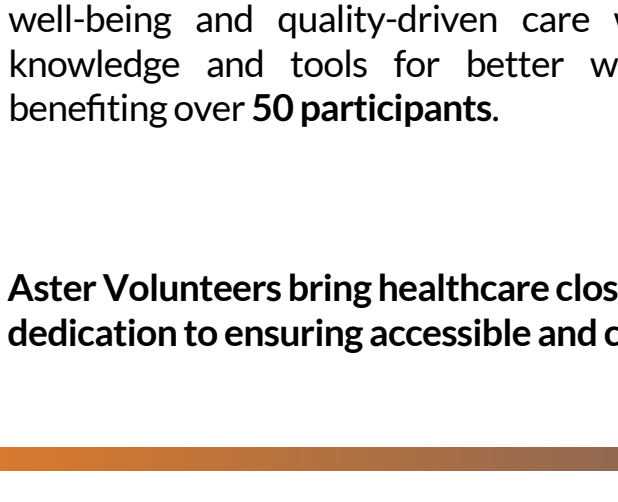 well-being and quality-driven care
knowledge and tools for better
benefiting over 50 participants.
Aster Volunteers bring healthcare
dedication to ensuring accessible and